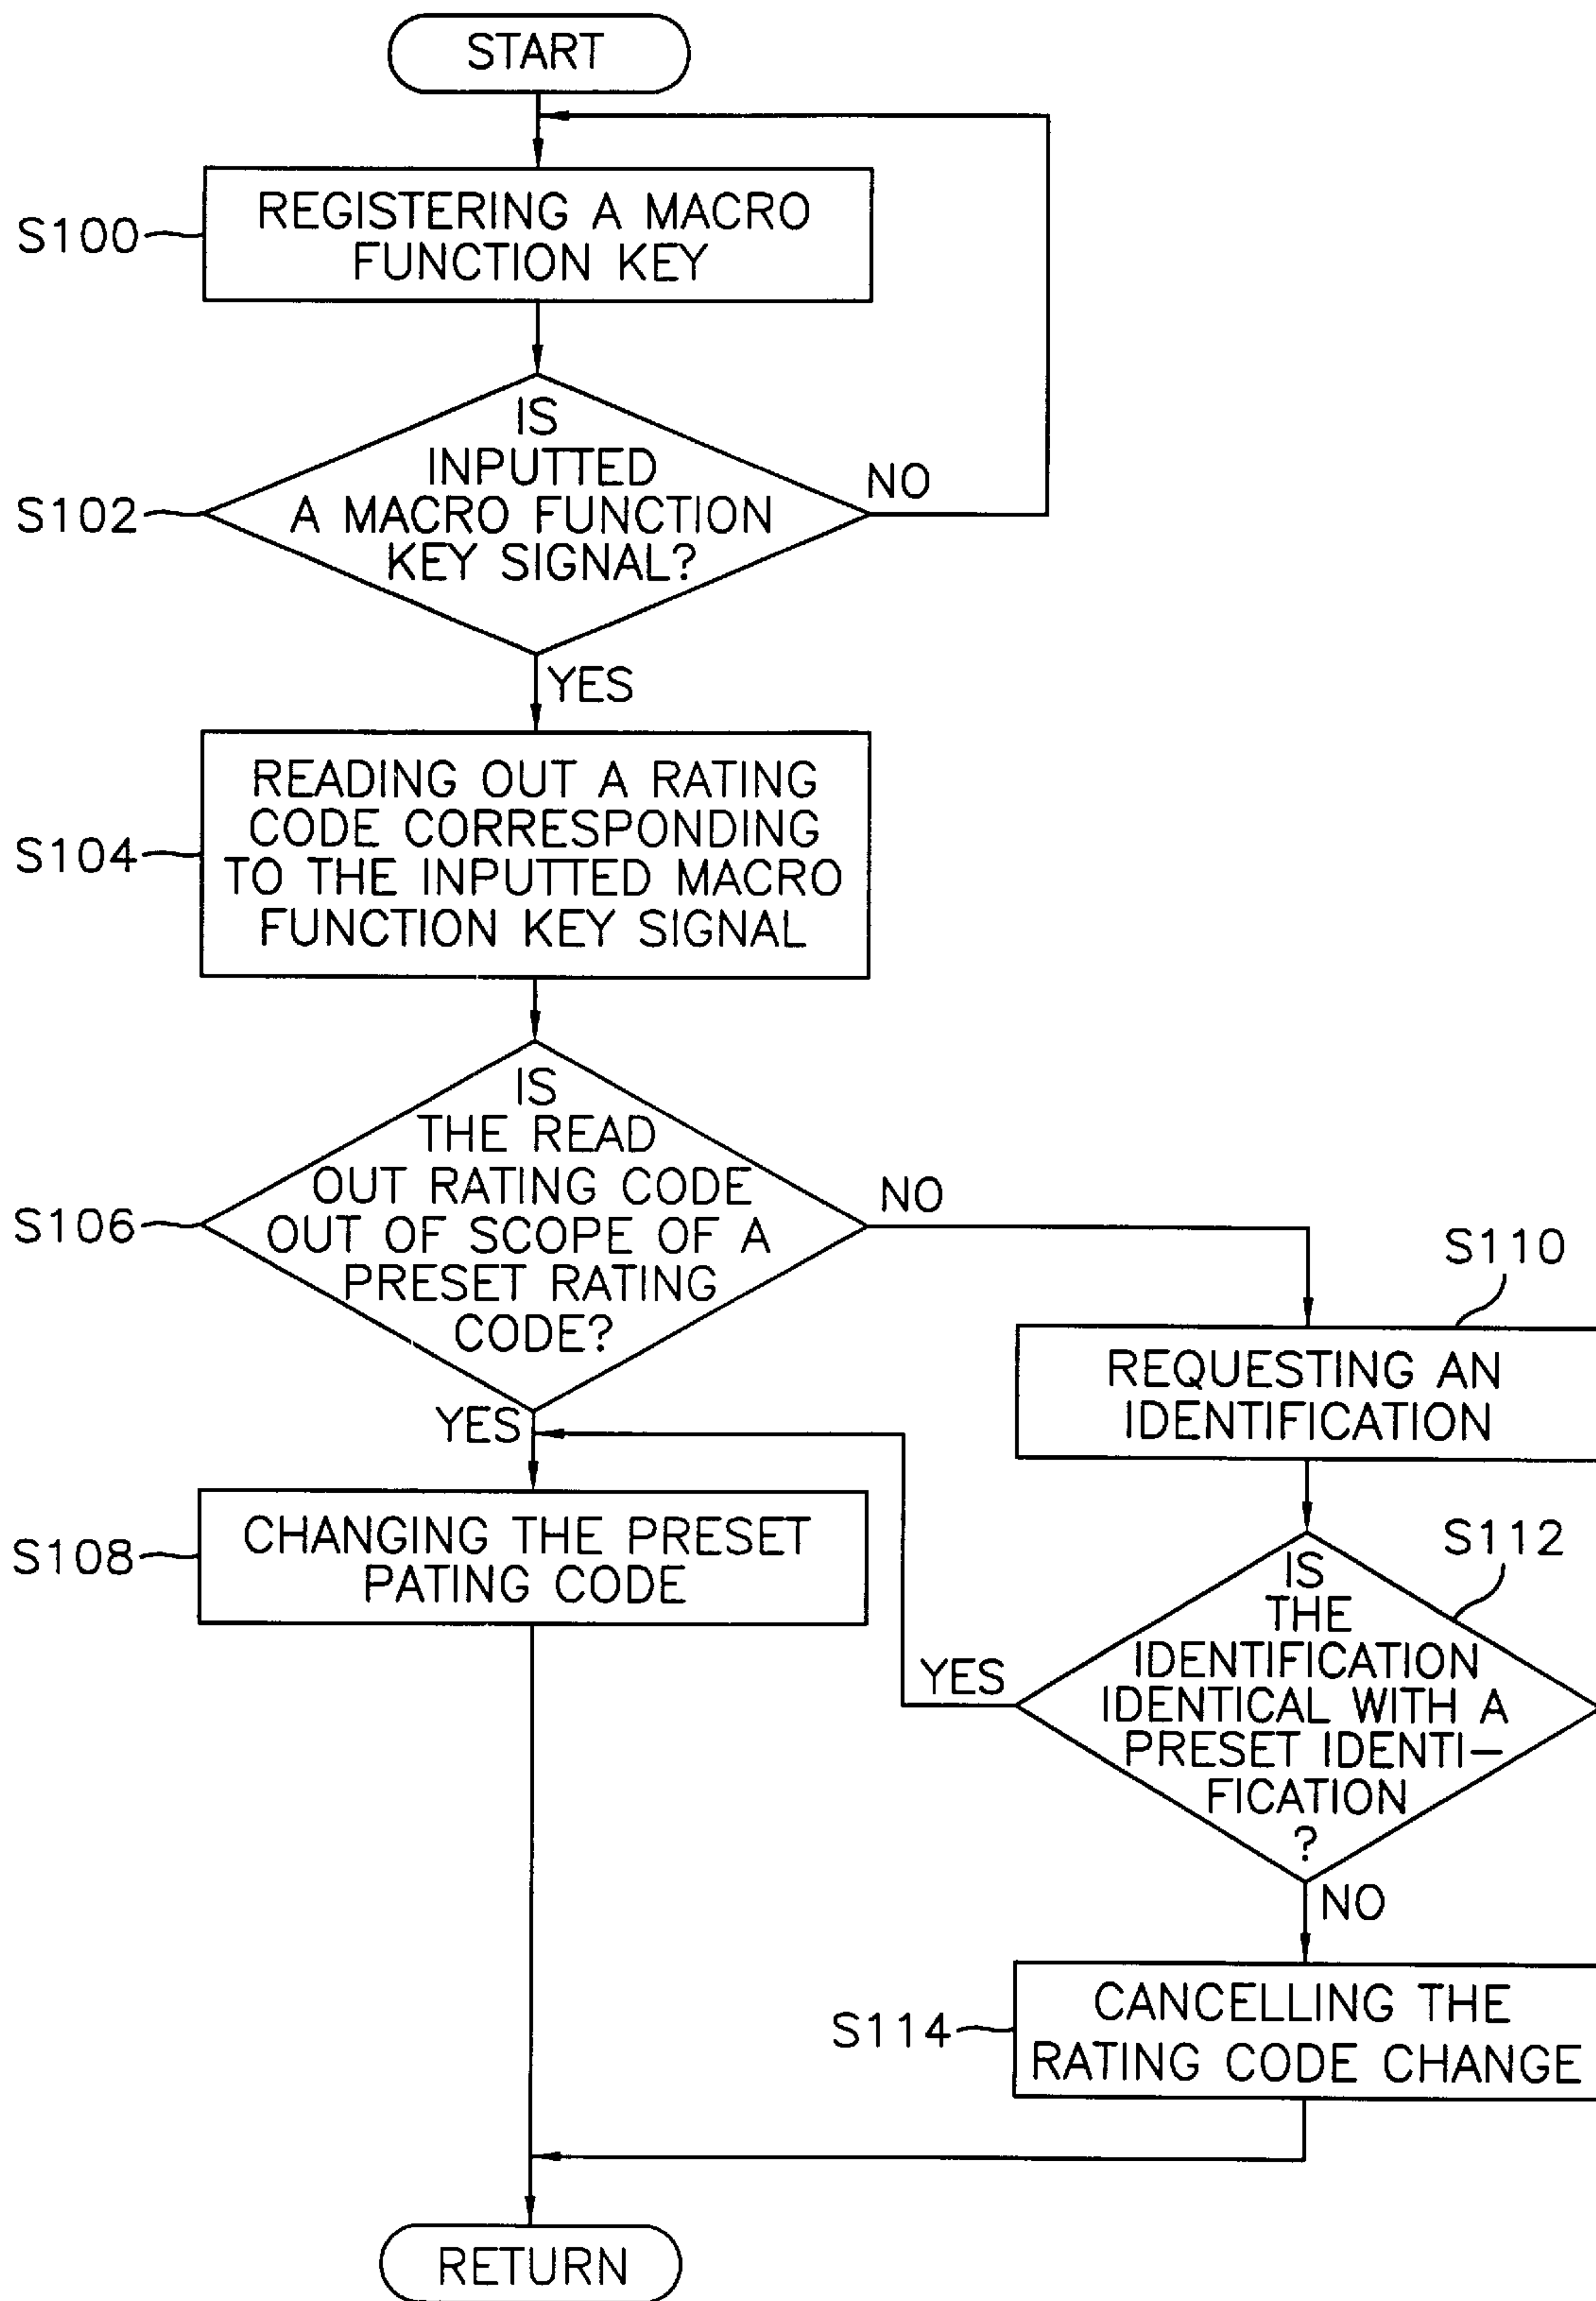 START
S100
REGISTERING A MACRO
FUNCTION KEY
S102
IS
INPUTTED
A MACRO FUNCTION
KEY SIGNAL?
NO
YES
S104
READING OUT A RATING
CODE CORRESPONDING
TO THE INPUTTED MACRO
FUNCTION KEY SIGNAL
S106
IS
THE READ
OUT RATING CODE
OUT OF SCOPE OF A
PRESET RATING
CODE?
NO
YES
S108
CHANGING THE PRESET
PATING CODE
S110
REQUESTING AN
IDENTIFICATION
S112
IS
THE
IDENTIFICATION
IDENTICAL WITH A
PRESET IDENTI-
FICATION
?
YES
NO
S114
CANCELLING THE
RATING CODE CHANGE
RETURN